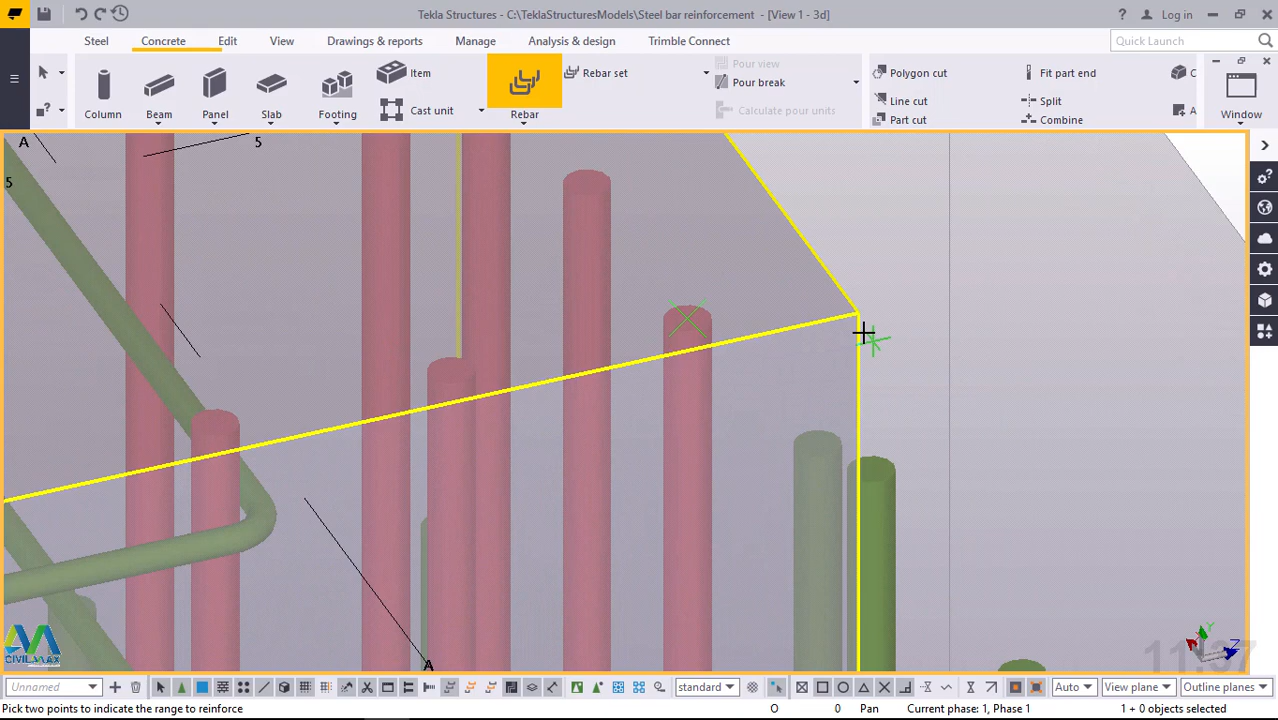 Tekla Structures - C:\TeklaStructuresModels\Steel bar reinforcement - [View 1 - 3d]
Log in
Steel Concrete Edit View Drawings & reports Manage Analysis & design Trimble Connect
Quick Launch
Column
Beam
Panel
Slab
Footing
Item
Cast unit
Rebar
Rebar set
Pour view
Pour break
Calculate pour units
Polygon cut
Line cut
Part cut
Fit part end
Split
Combine
C
A
Window
A
5
5
A
CIVILMAX
Y
Z
Unnamed
standard
Auto
View plane
Outline planes
Pick two points to indicate the range to reinforce
O 0 Pan Current phase: 1, Phase 1 1 + 0 objects selected